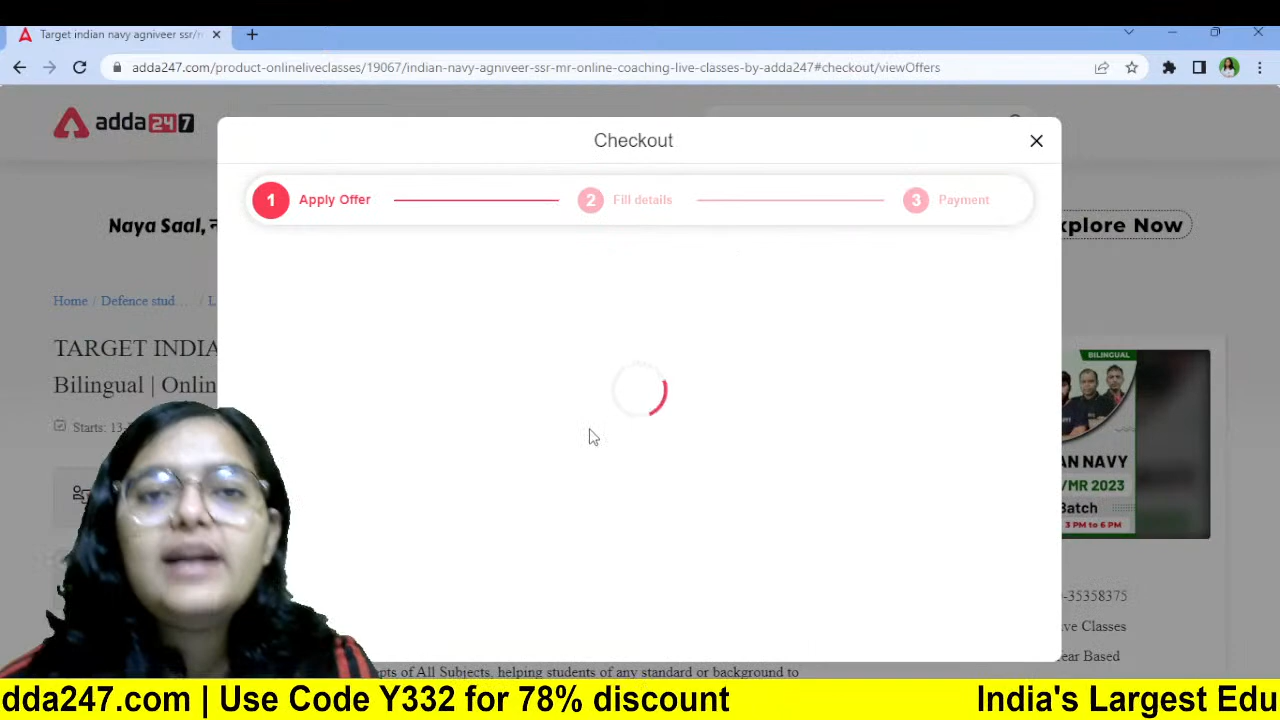 Target indian navy agniveer ssr/
adda247.com/product-onlineliveclasses/19067/indian-navy-agniveer-ssr-mr-online-coaching-live-classes-by-adda247#checkout/viewOffers
adda247
Checkout
1 Apply Offer
2 Fill details
3 Payment
Naya Saal,
xplore Now
Home / Defence stud... / L
TARGET INDIA
Bilingual | Onlin
Starts: 13-
BILINGUAL
AN NAVY
/MR 2023
Batch
3 PM to 6 PM
-35358375
ve Classes
ear Based
pts of All Subjects, helping students of any standard or background to
dda247.com | Use Code Y332 for 78% discount India's Largest Edu